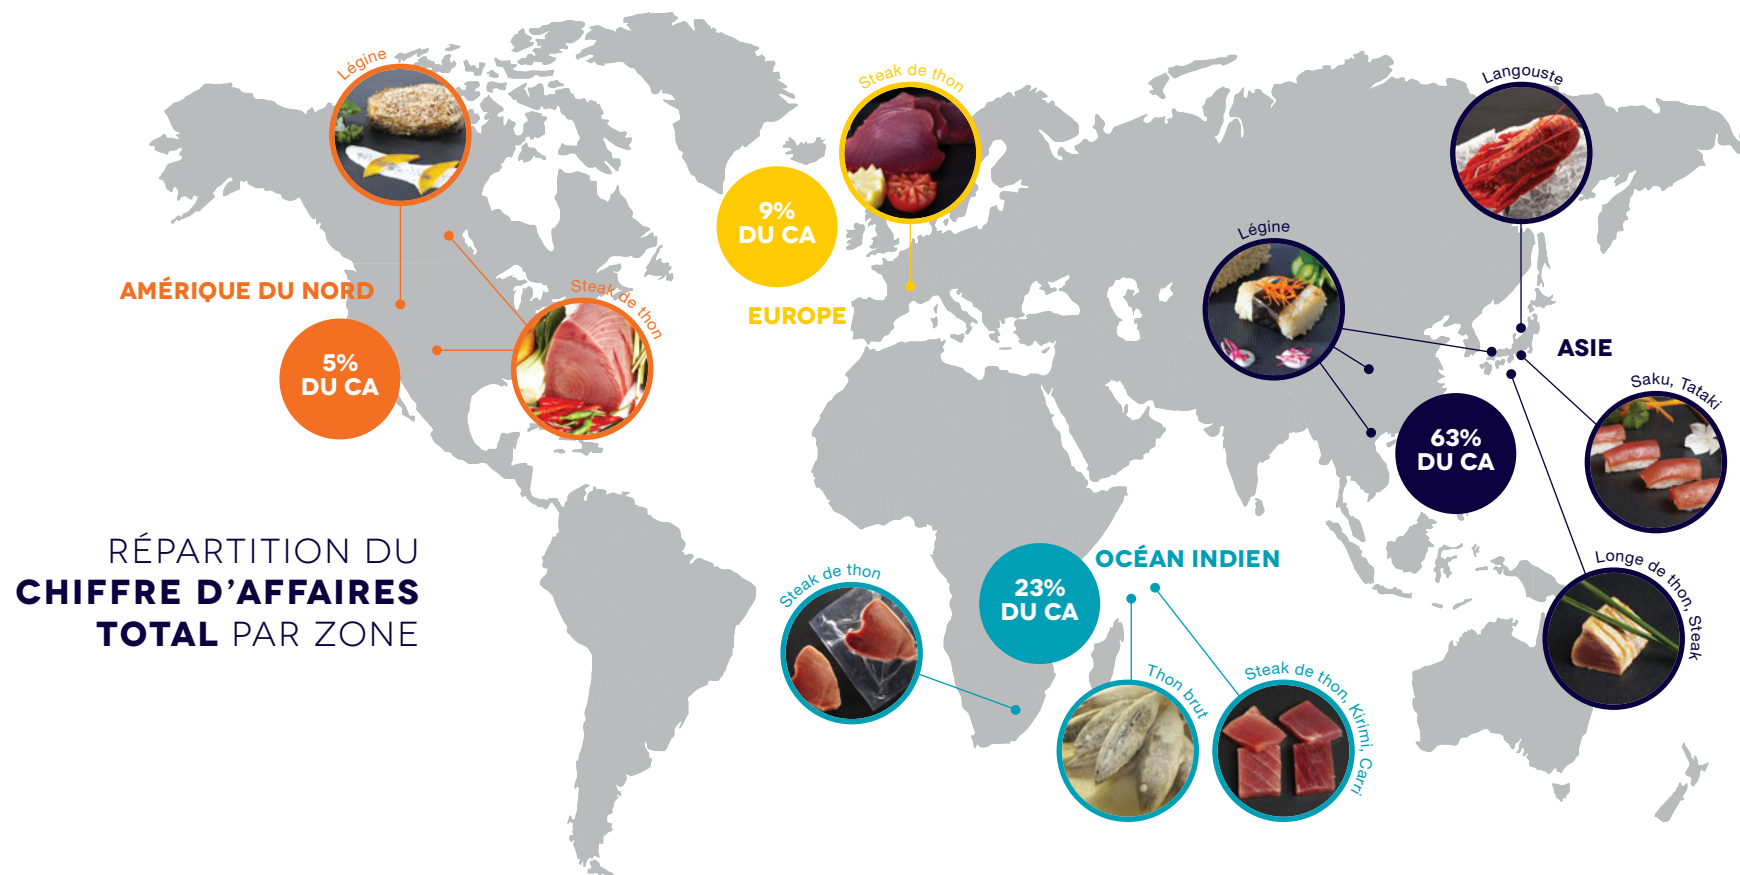 Légine
Steak de thon
Langouste
9%
DU CA
Légine
AMÉRIQUE DU NORD
Steak de thon
EUROPE
5%
DU CA
ASIE
Saku, Tataki
63%
DU CA
RÉPARTITION DU
CHIFFRE D'AFFAIRES
TOTAL PAR ZONE
OCÉAN INDIEN
23%
DU CA
Steak de thon
Longe de thon, Steak
Thon brut
Steak de thon, Kirimi, Carri